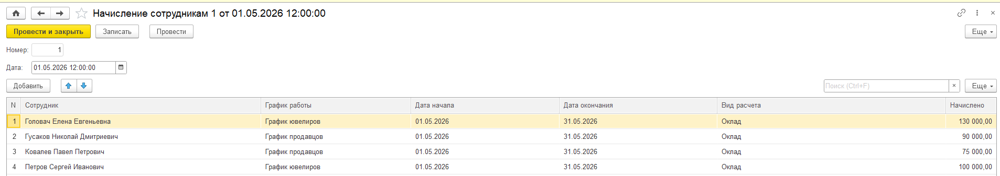 Начисление сотрудникам 1 от 01.05.2026 12:00:00
Провести и закрыть Записать Провести Еще
Номер: 1
Дата: 01.05.2026 12:00:00
Добавить Поиск (Ctrl+F) × Еще
N Сотрудник График работы Дата начала Дата окончания Вид расчета Начислено
1 Головач Елена Евгеньевна График ювелиров 01.05.2026 31.05.2026 Оклад 130 000,00
2 Гусаков Николай Дмитриевич График продавцов 01.05.2026 31.05.2026 Оклад 90 000,00
3 Ковалев Павел Петрович График продавцов 01.05.2026 31.05.2026 Оклад 75 000,00
4 Петров Сергей Иванович График ювелиров 01.05.2026 31.05.2026 Оклад 100 000,00